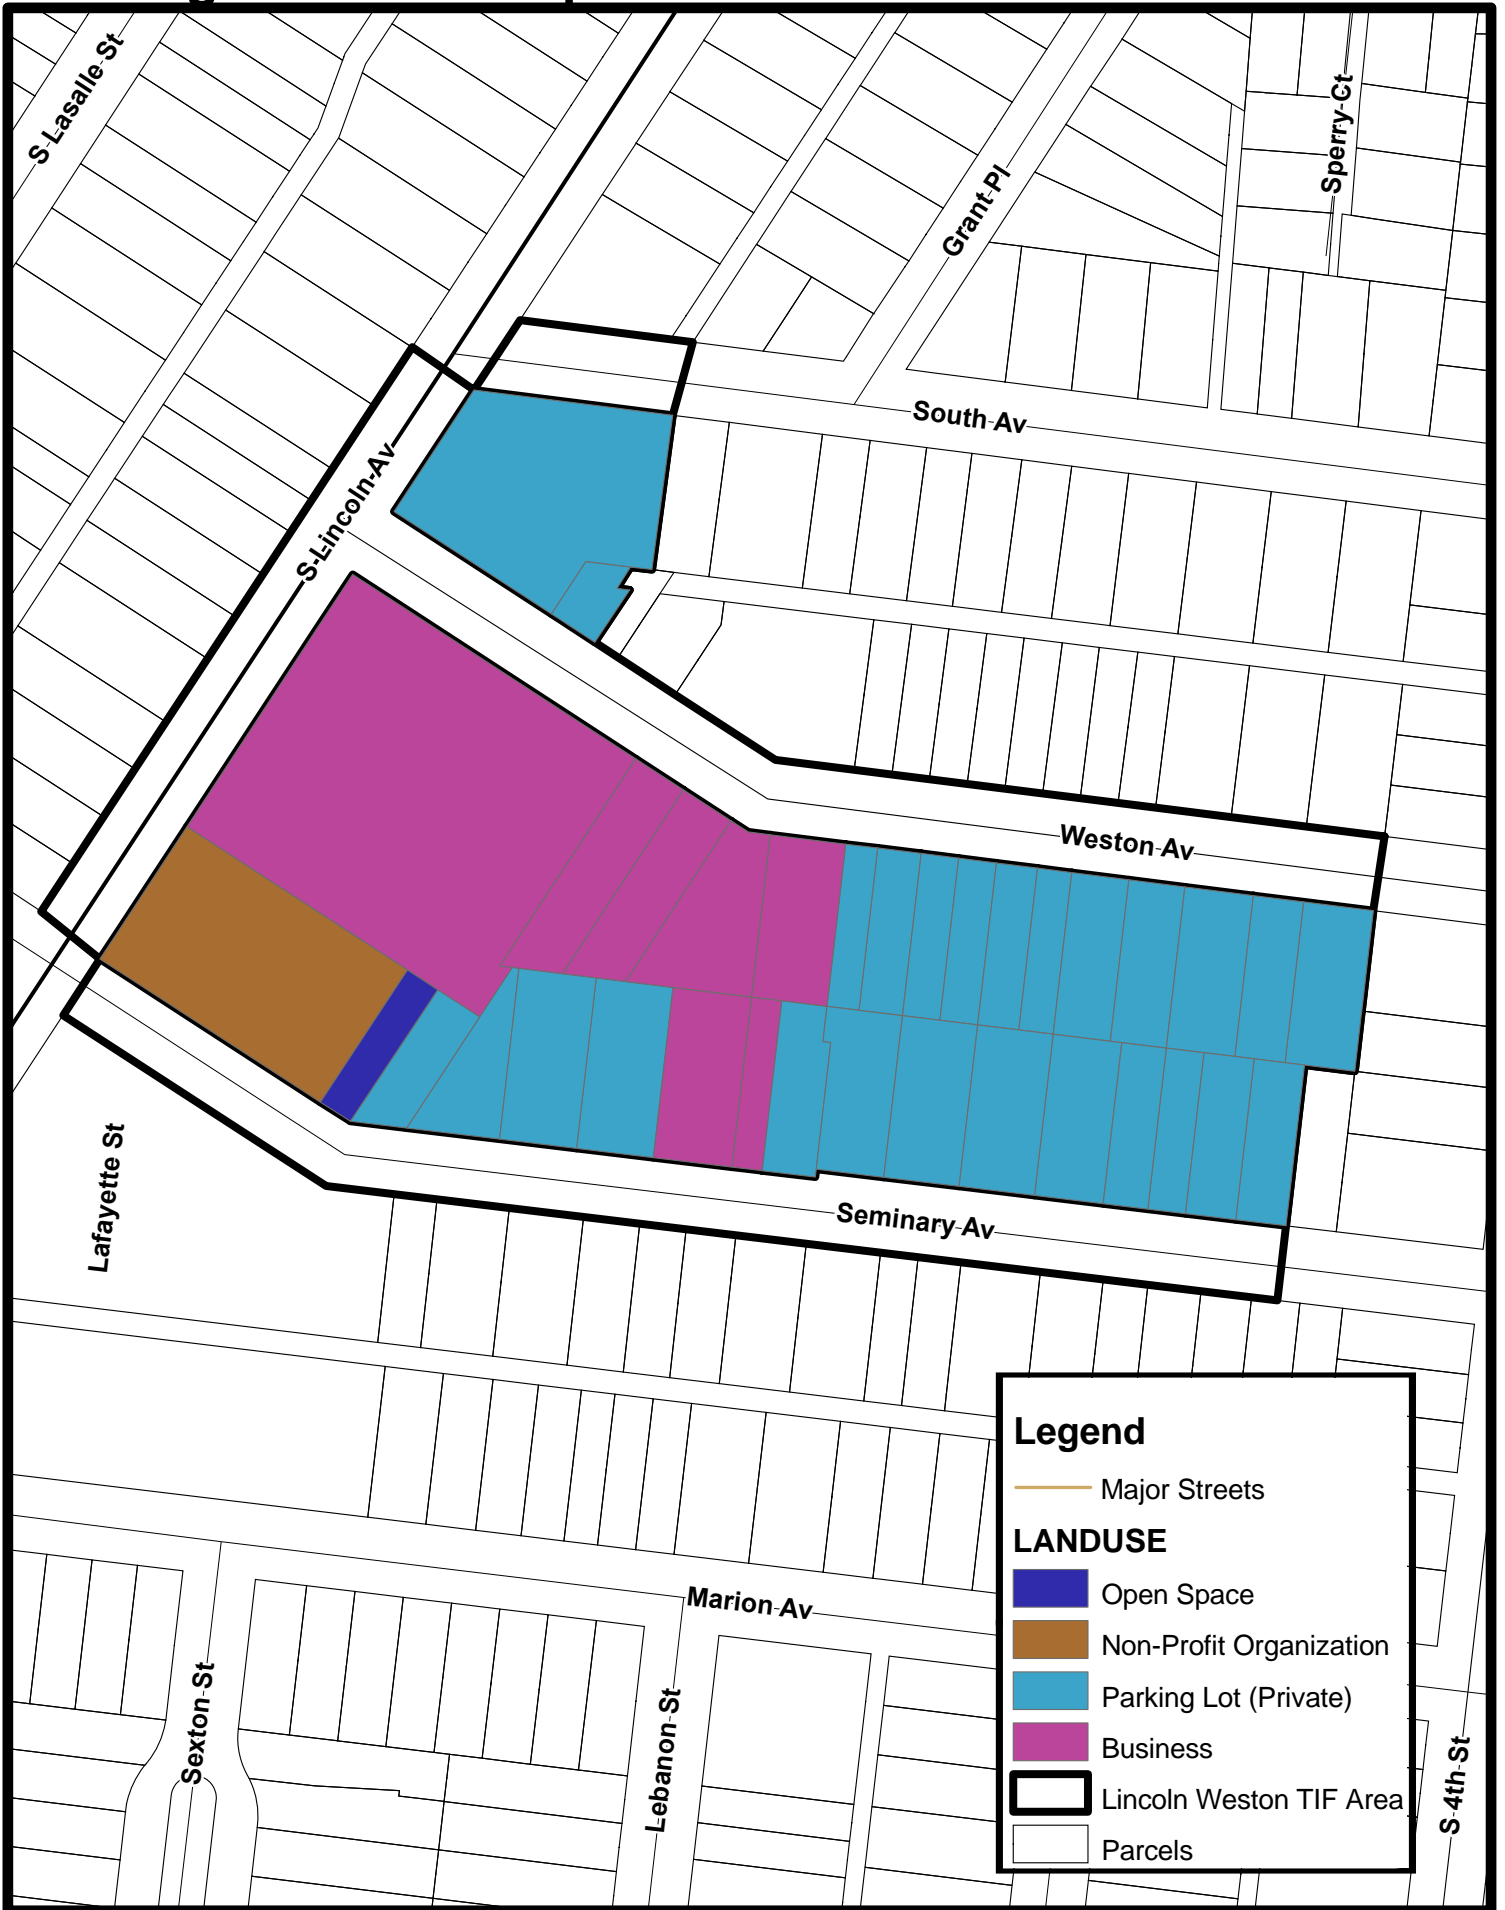 S Lasalle St
Sperry Ct
Grant Pl
South Av
S Lincoln Av
Weston Av
Lafayette St
Seminary Av
Marion Av
Sexton St
Lebanon St
S 4th St
Legend
Major Streets
LANDUSE
Open Space
Non-Profit Organization
Parking Lot (Private)
Business
Lincoln Weston TIF Area
Parcels